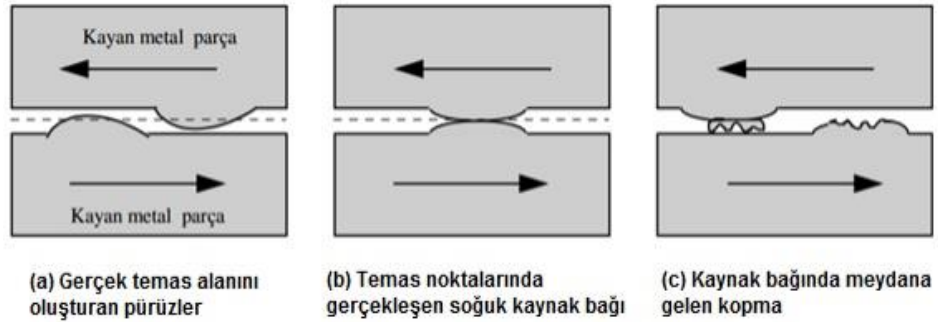 Kayan metal parça
Kayan metal parça
(a) Gerçek temas alanını
oluşturan pürüzler
(b) Temas noktalarında
gerçekleşen soğuk kaynak bağı
(c) Kaynak bağında meydana
gelen kopma